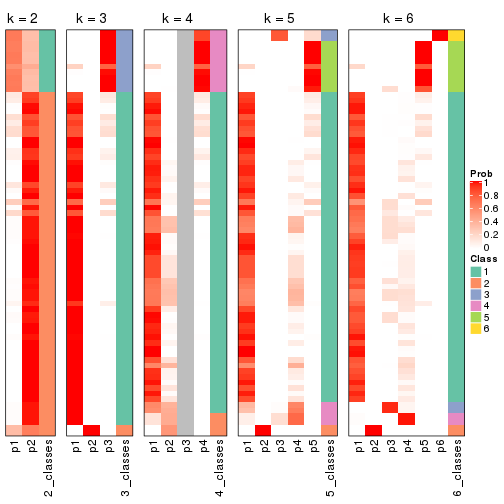 k = 2
k = 3
k = 4
k = 5
k = 6
p1
p2
2_classes
p1
p2
p3
3_classes
p1
p2
p3
p4
4_classes
p1
p2
p3
p4
p5
5_classes
p1
p2
p3
p4
p5
p6
6_classes
Prob
1
0.8
0.6
0.4
0.2
0
Class
1
2
3
4
5
6